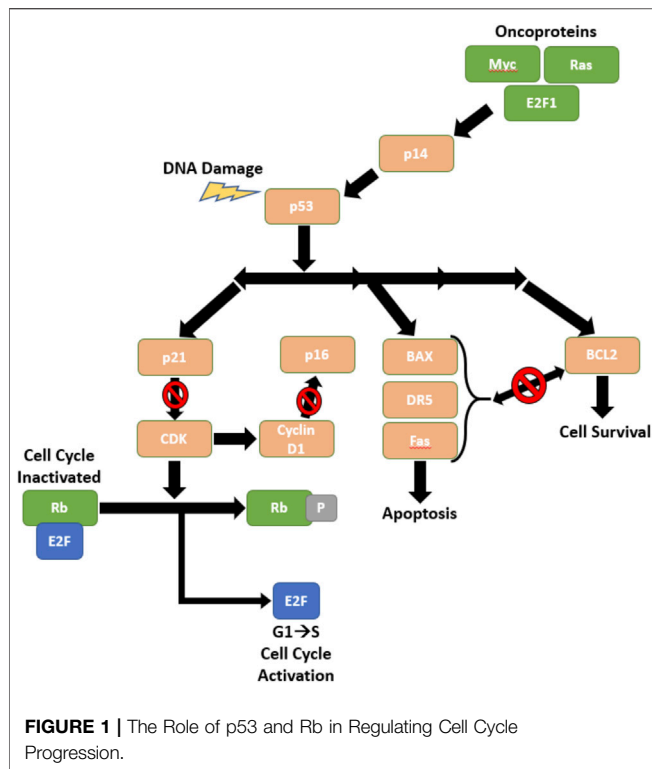 Oncoproteins
Myc
Ras
E2F1
p14
DNA Damage
p53
p21
p16
BAX
BCL2
DR5
CDK
Cyclin
D1
Fas
Cell Survival
Cell Cycle
Inactivated
Rb
E2F
Rb
P
Apoptosis
E2F
G1→S
Cell Cycle
Activation
FIGURE 1 | The Role of p53 and Rb in Regulating Cell Cycle
Progression.